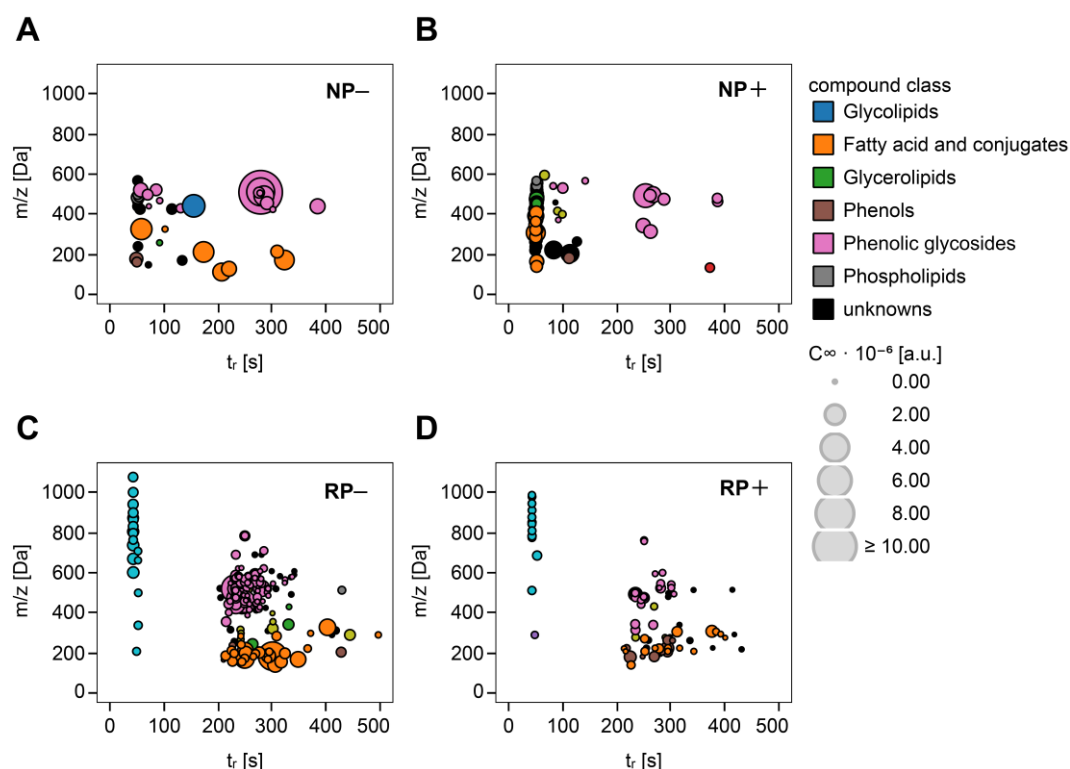 A
B
NP−
1000
800
600
400
200
0
m/z [Da]
0 100 200 300 400 500
tᵣ [s]
NP+
1000
800
600
400
200
0
m/z [Da]
0 100 200 300 400 500
tᵣ [s]
compound class
Glycolipids
Fatty acid and conjugates
Glycerolipids
Phenols
Phenolic glycosides
Phospholipids
unknowns
C∞ · 10⁻⁶ [a.u.]
0.00
2.00
4.00
6.00
8.00
≥ 10.00
C
D
RP−
1000
800
600
400
200
0
m/z [Da]
0 100 200 300 400 500
tᵣ [s]
RP+
1000
800
600
400
200
0
m/z [Da]
0 100 200 300 400 500
tᵣ [s]